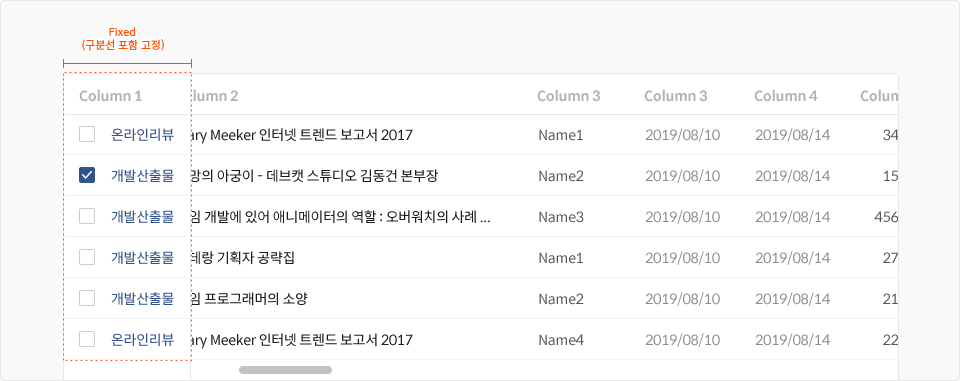 Fixed
(구분선 포함 고정)
Column 1 lumn 2 Column 3 Column 3 Column 4 Colum
온라인리뷰 ary Meeker 인터넷 트렌드 보고서 2017 Name1 2019/08/10 2019/08/14 34
개발산출물 망의 아궁이 - 데브캣 스튜디오 김동건 본부장 Name2 2019/08/10 2019/08/14 15
개발산출물 임 개발에 있어 애니메이터의 역할 : 오버워치의 사례 ... Name3 2019/08/10 2019/08/14 456
개발산출물 테랑 기획자 공략집 Name1 2019/08/10 2019/08/14 27
개발산출물 임 프로그래머의 소양 Name2 2019/08/10 2019/08/14 21
온라인리뷰 ary Meeker 인터넷 트렌드 보고서 2017 Name4 2019/08/10 2019/08/14 22